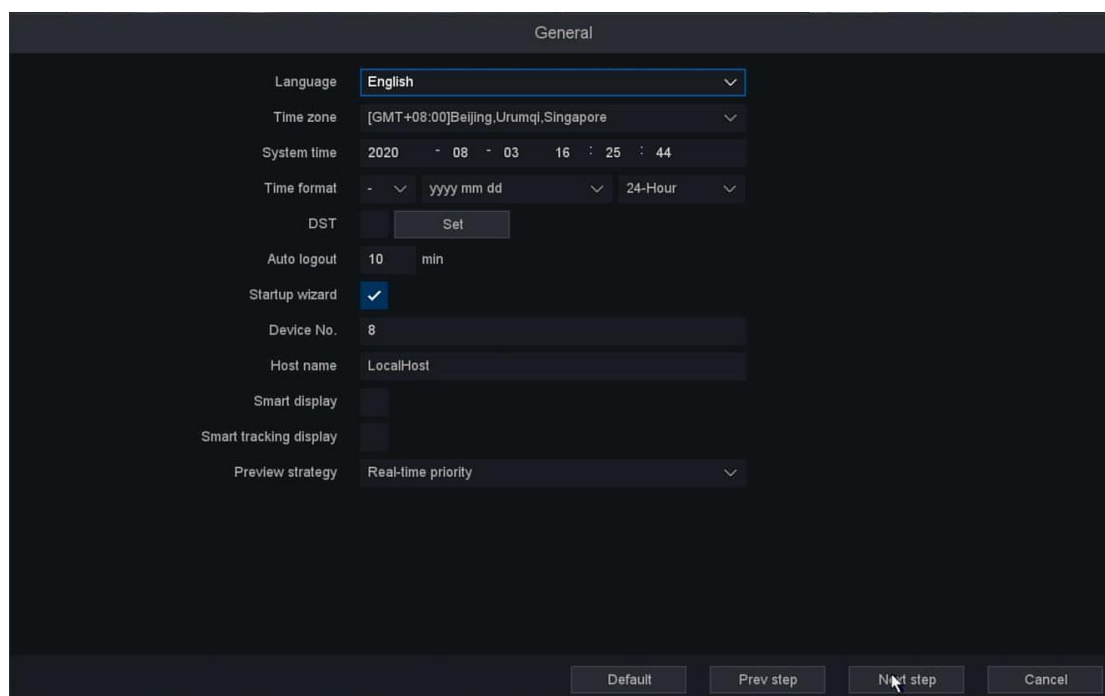 General
Language English
Time zone [GMT+08:00]Beijing,Urumqi,Singapore
System time 2020 - 08 - 03 16 : 25 : 44
Time format - yyyy mm dd 24-Hour
DST Set
Auto logout 10 min
Startup wizard
Device No. 8
Host name LocalHost
Smart display
Smart tracking display
Preview strategy Real-time priority
Default Prev step Next step Cancel